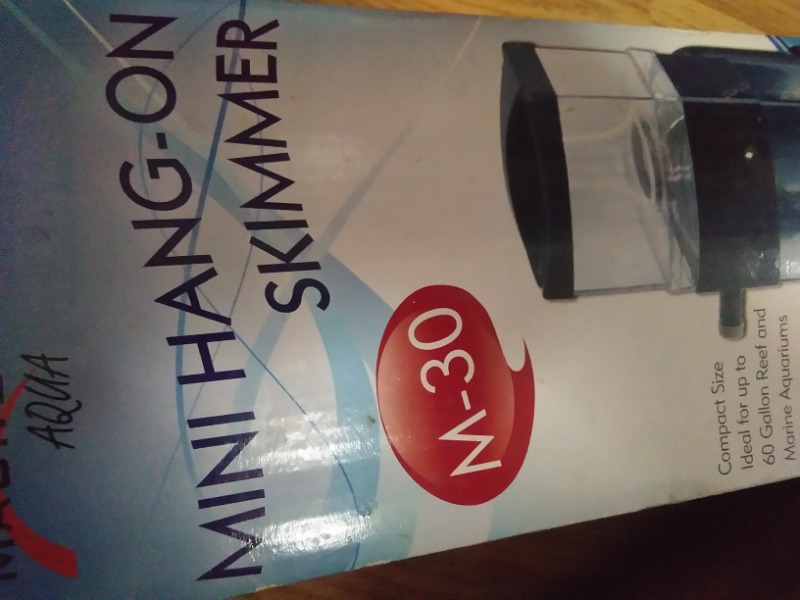 AQUA
MINI HANG-ON
SKIMMER
M-30
Compact Size
Ideal for up to
60 Gallon Reef and
Marine Aquariums